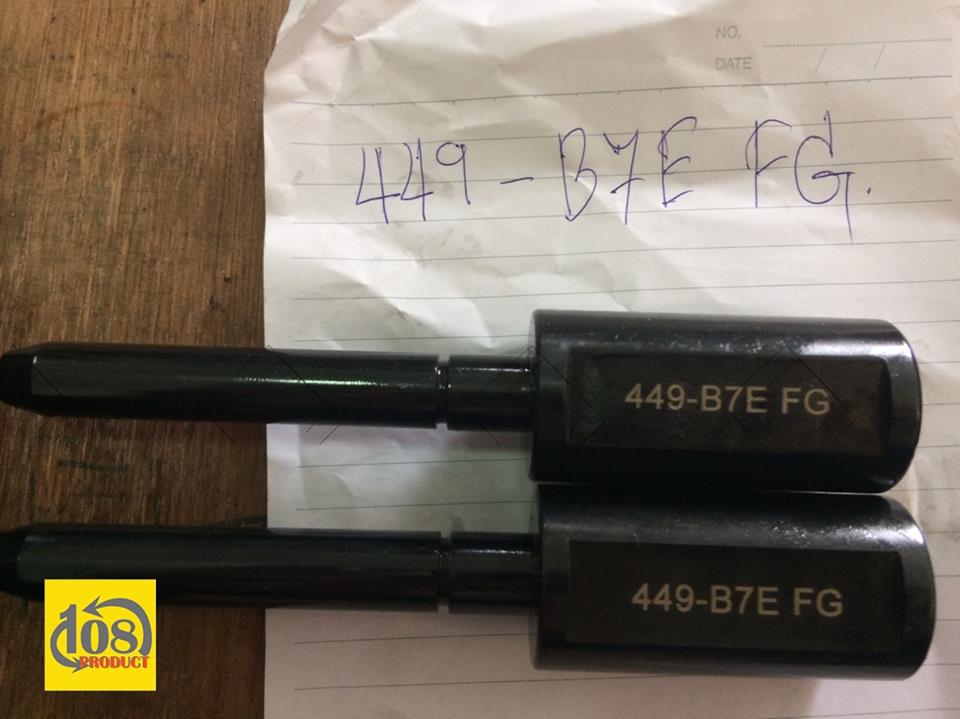 NO.
DATE / /
449 - B7E FG.
449-B7E FG
449-B7E FG
108
PRODUCT